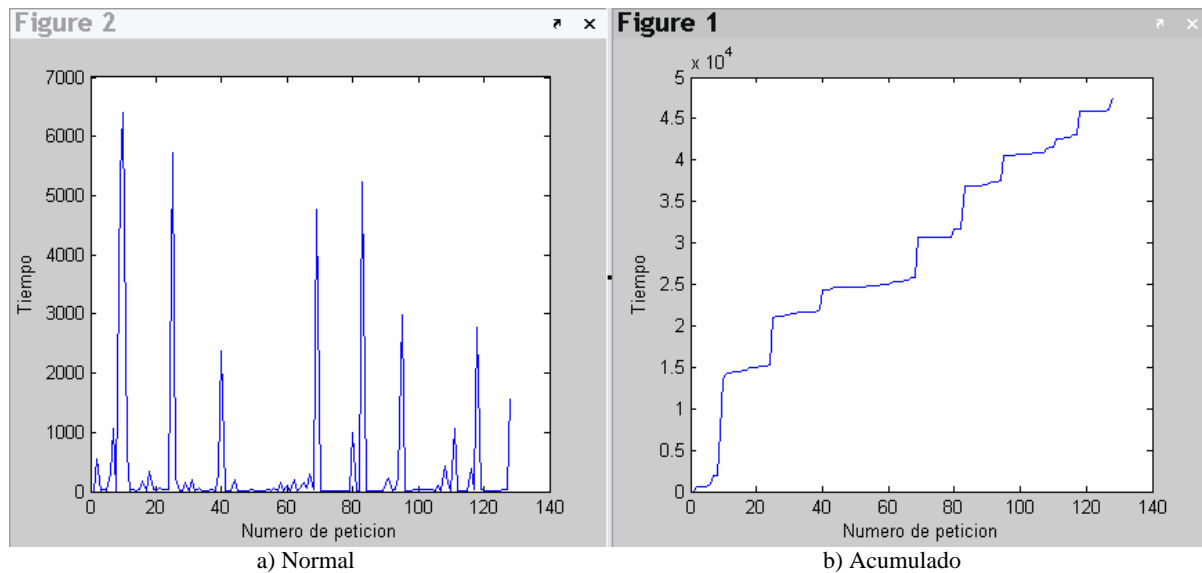 Figure 2
7000
6000
5000
4000
3000
2000
1000
0
Tiempo
0 20 40 60 80 100 120 140
Numero de peticion
a) Normal
Figure 1
x 10^4
5
4.5
4
3.5
3
2.5
2
1.5
1
0.5
0
Tiempo
0 20 40 60 80 100 120 140
Numero de peticion
b) Acumulado